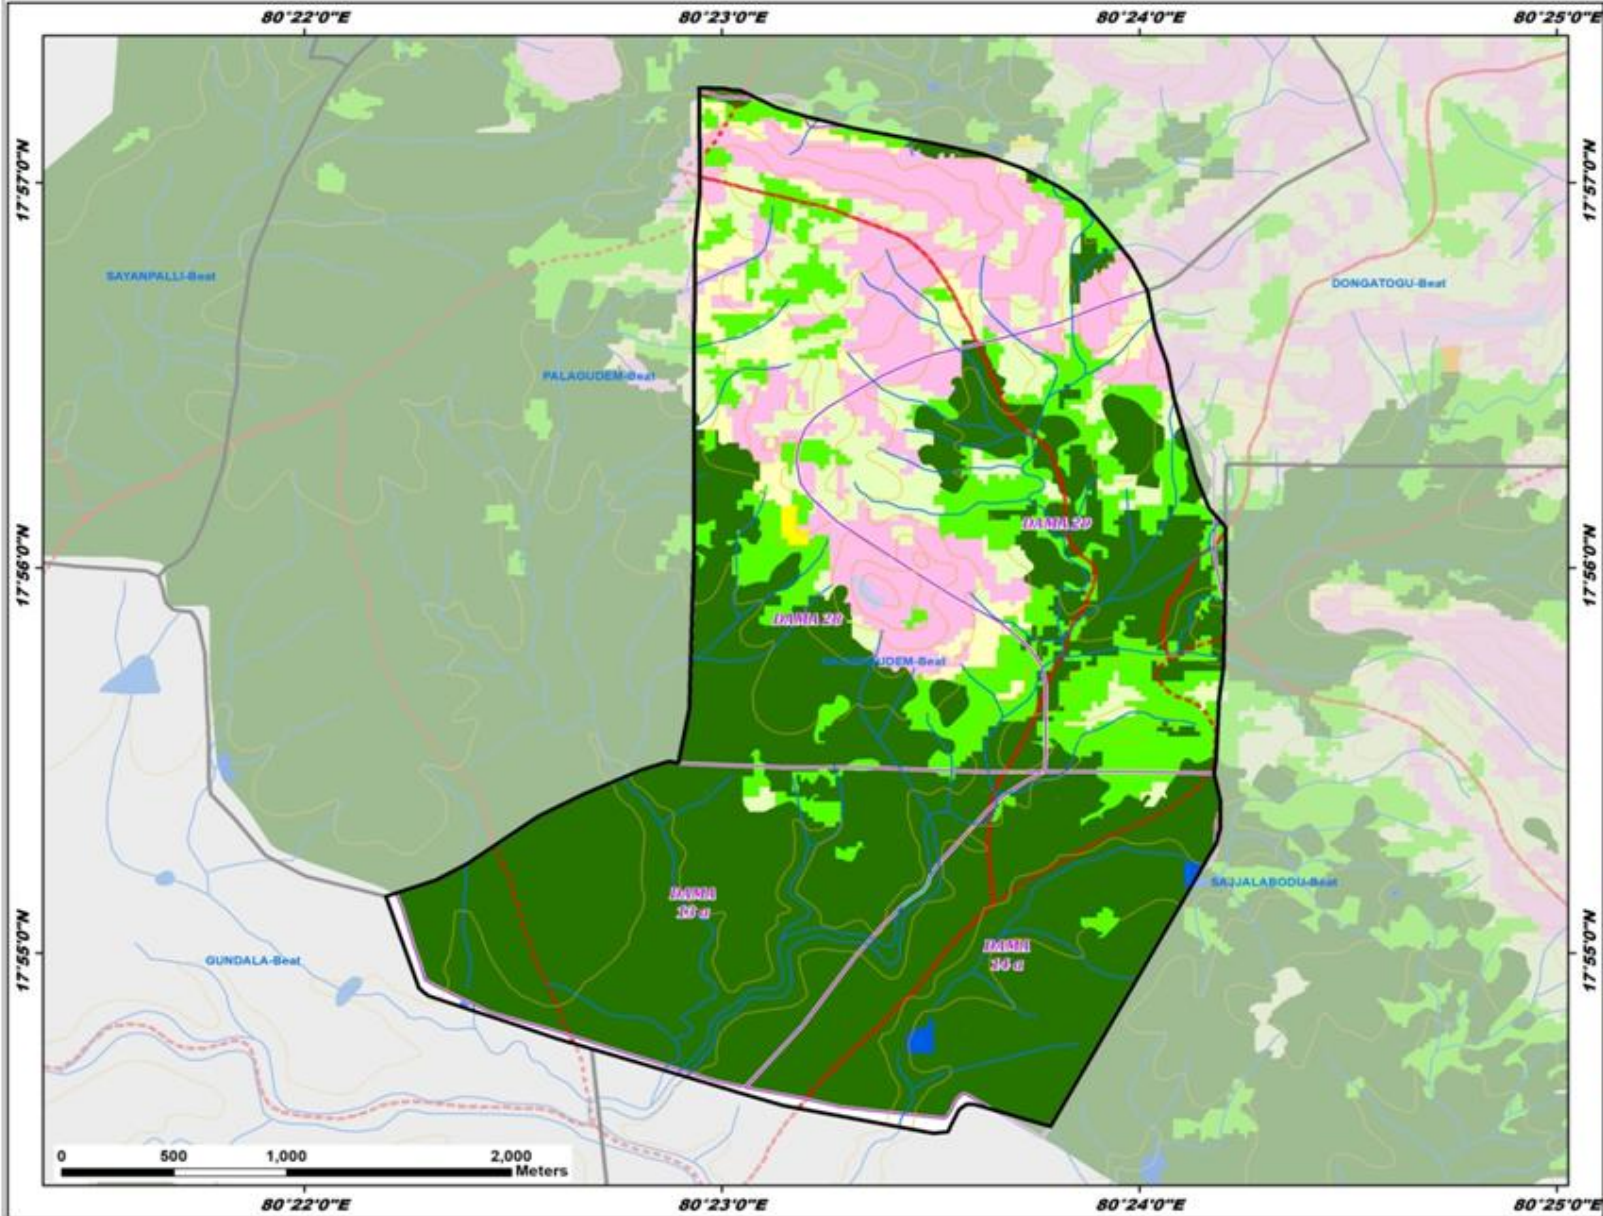 80°22'0"E 80°23'0"E 80°24'0"E 80°25'0"E
17°57'0"N 17°57'0"N
SAYANPALLI-Beat
DONGATOGU-Beat
PALAGUDEM-Beat
DAMA 29
17°56'0"N 17°56'0"N
DAMA 28
UDEM-Beat
SAJJALABODU-Beat
DAMA
13 a
DAMA
14 a
17°55'0"N 17°55'0"N
GUNDALA-Beat
0 500 1,000 2,000
Meters
80°22'0"E 80°23'0"E 80°24'0"E 80°25'0"E